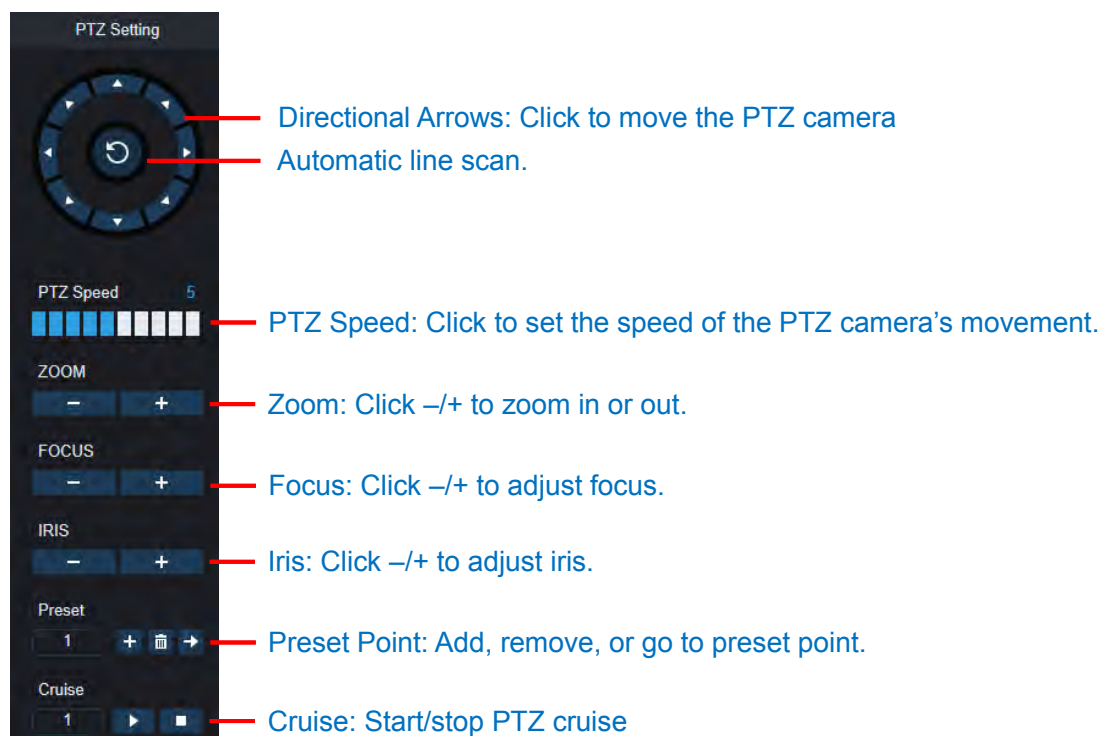 PTZ Setting
Directional Arrows: Click to move the PTZ camera
Automatic line scan.
PTZ Speed 5
PTZ Speed: Click to set the speed of the PTZ camera’s movement.
ZOOM
– +
Zoom: Click –/+ to zoom in or out.
FOCUS
– +
Focus: Click –/+ to adjust focus.
IRIS
– +
Iris: Click –/+ to adjust iris.
Preset
1 +
Preset Point: Add, remove, or go to preset point.
Cruise
1
Cruise: Start/stop PTZ cruise